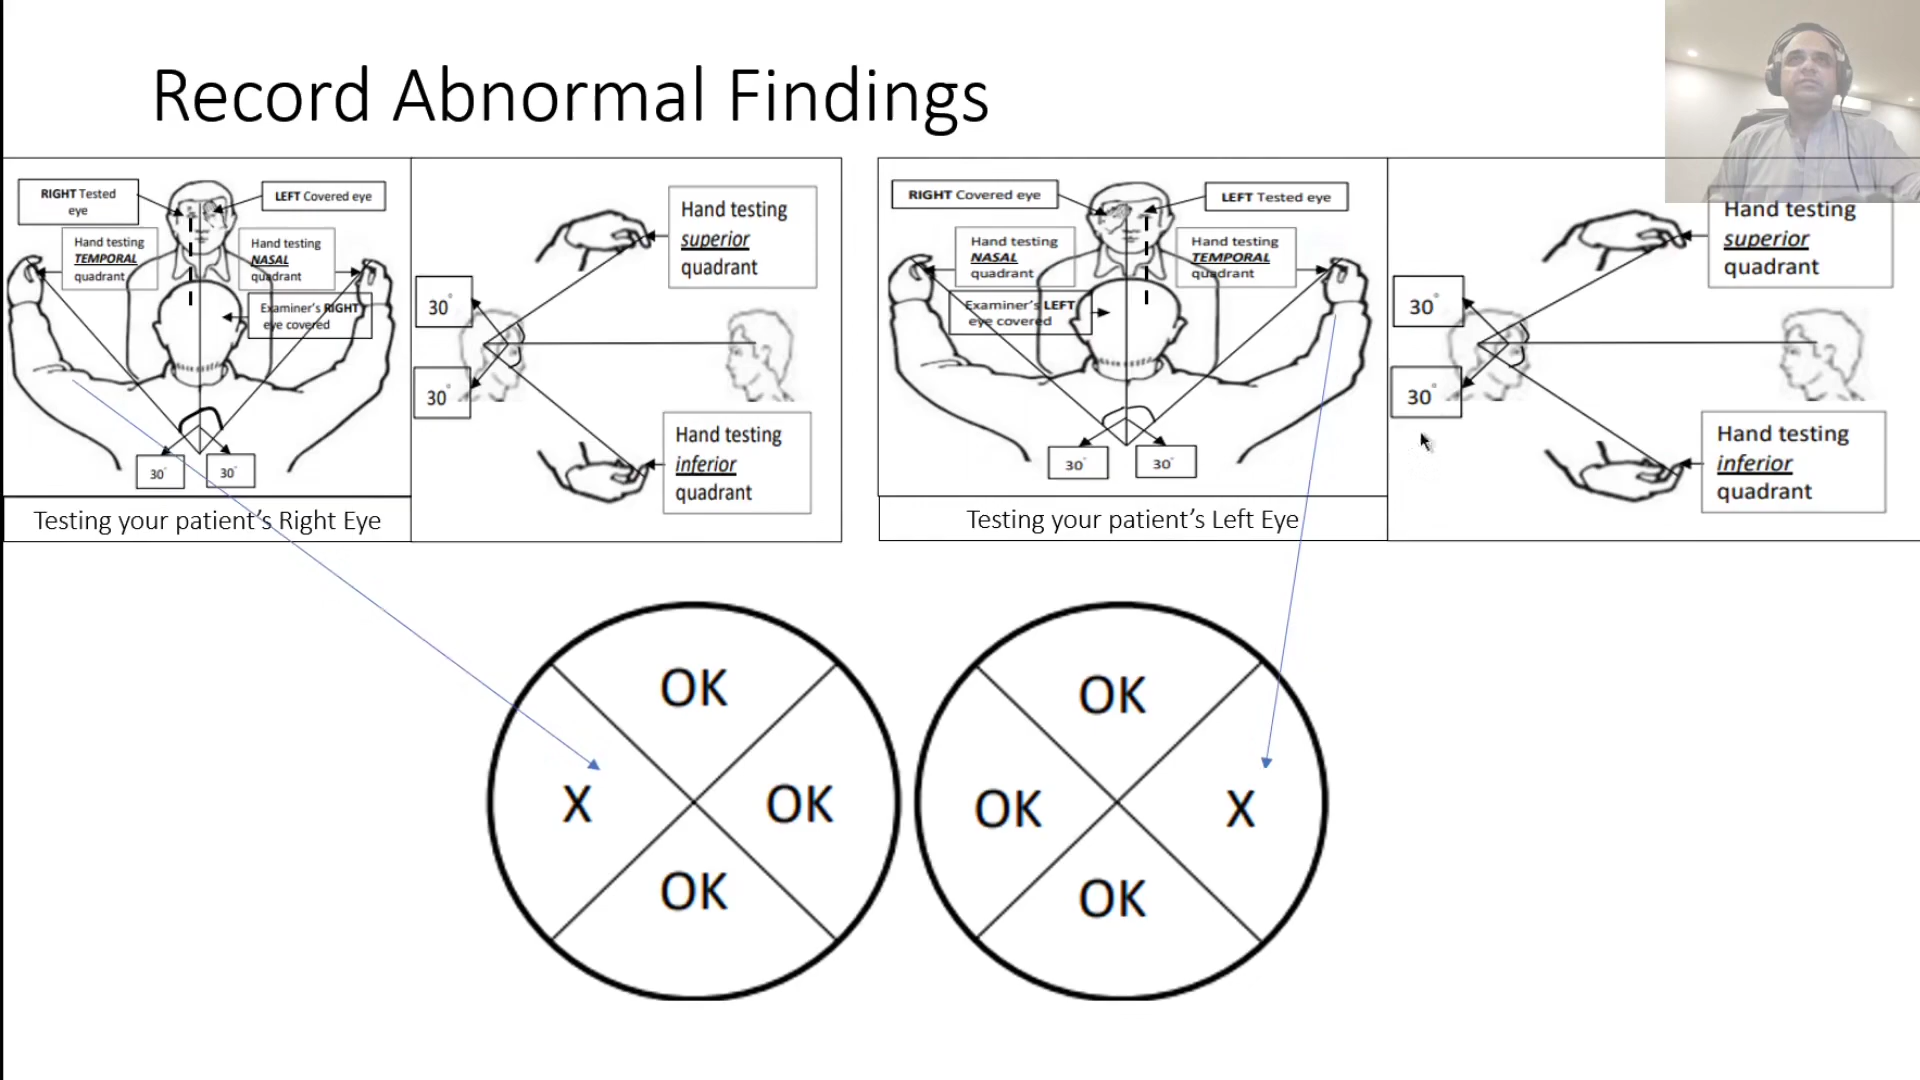 Record Abnormal Findings
RIGHT Tested
eye
LEFT Covered eye
Hand testing
TEMPORAL
quadrant
Hand testing
NASAL
quadrant
Examiner's RIGHT
eye covered
30°
30°
Testing your patient's Right Eye
Hand testing
superior
quadrant
30°
30°
Hand testing
inferior
quadrant
RIGHT Covered eye
LEFT Tested eye
Hand testing
NASAL
quadrant
Hand testing
TEMPORAL
quadrant
Examiner's LEFT
eye covered
30°
30°
Testing your patient's Left Eye
Hand testing
superior
quadrant
30°
30°
Hand testing
inferior
quadrant
OK
X
OK
OK
OK
OK
X
OK